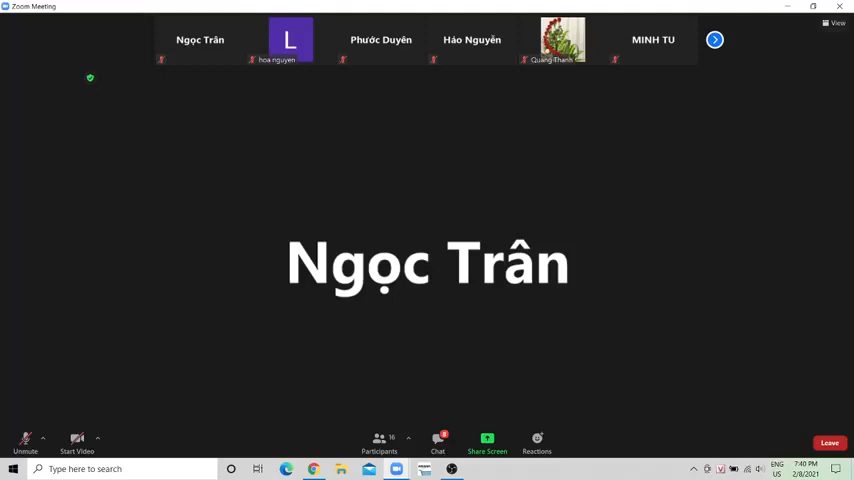 Zoom Meeting
View
Ngọc Trân
L
Phước Duyên
Hảo Nguyễn
MINH TU
hoa nguyen
Quang Thanh
Ngọc Trân
16
8
Unmute
Start Video
Participants
Chat
Share Screen
Reactions
Leave
Type here to search
ENG
US
7:40 PM
2/8/2021